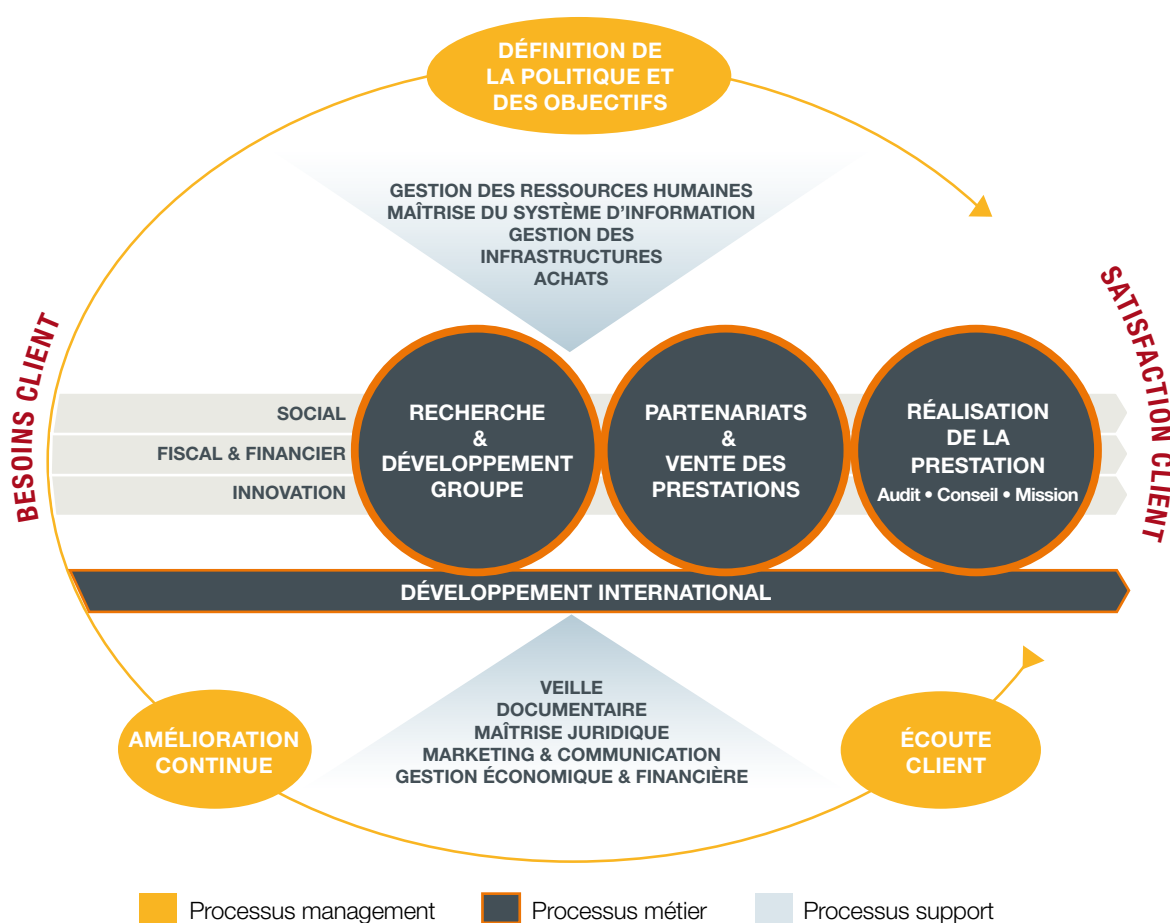 DÉFINITION DE
LA POLITIQUE ET
DES OBJECTIFS
GESTION DES RESSOURCES HUMAINES
MAÎTRISE DU SYSTÈME D'INFORMATION
GESTION DES
INFRASTRUCTURES
ACHATS
BESOINS CLIENT
SATISFACTION CLIENT
SOCIAL
FISCAL & FINANCIER
INNOVATION
RECHERCHE
&
DÉVELOPPEMENT
GROUPE
PARTENARIATS
&
VENTE DES
PRESTATIONS
RÉALISATION
DE LA
PRESTATION
Audit • Conseil • Mission
DÉVELOPPEMENT INTERNATIONAL
VEILLE
DOCUMENTAIRE
MAÎTRISE JURIDIQUE
MARKETING & COMMUNICATION
GESTION ÉCONOMIQUE & FINANCIÈRE
AMÉLIORATION
CONTINUE
ÉCOUTE
CLIENT
Processus management
Processus métier
Processus support